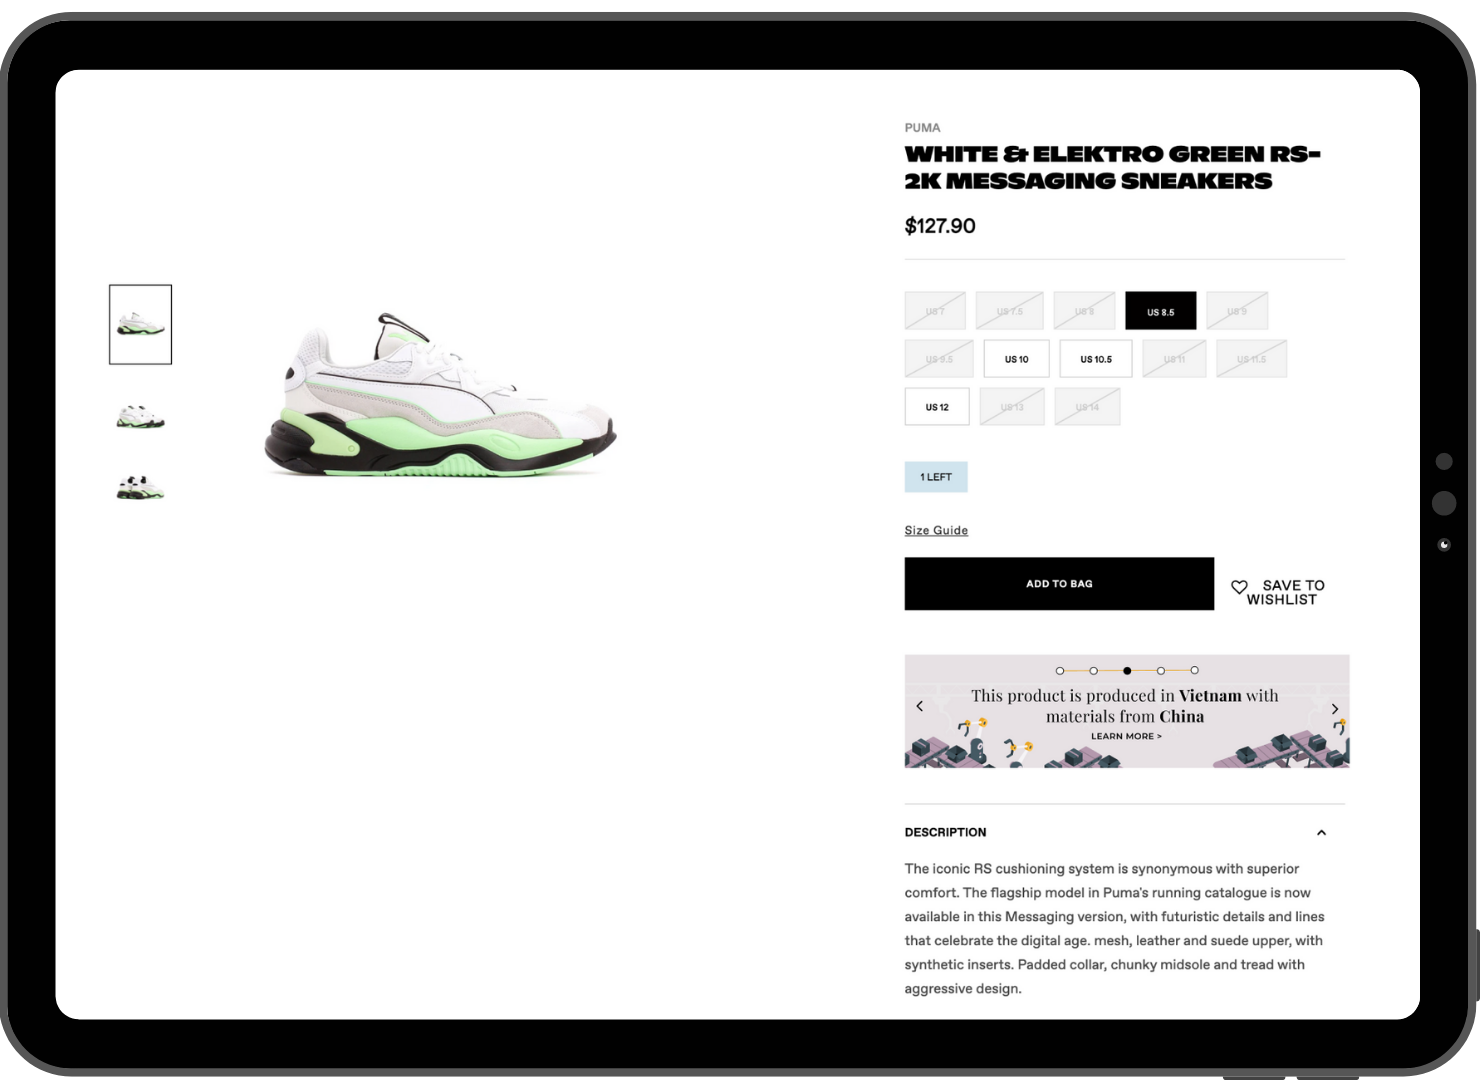 PUMA
WHITE & ELEKTRO GREEN RS-
2K MESSAGING SNEAKERS
$127.90
US 7 US 7.5 US 8 US 8.5 US 9
US 9.5 US 10 US 10.5 US 11 US 11.5
US 12 US 13 US 14
1 LEFT
Size Guide
ADD TO BAG
SAVE TO
WISHLIST
This product is produced in Vietnam with
materials from China
LEARN MORE >
DESCRIPTION
The iconic RS cushioning system is synonymous with superior
comfort. The flagship model in Puma's running catalogue is now
available in this Messaging version, with futuristic details and lines
that celebrate the digital age. mesh, leather and suede upper, with
synthetic inserts. Padded collar, chunky midsole and tread with
aggressive design.